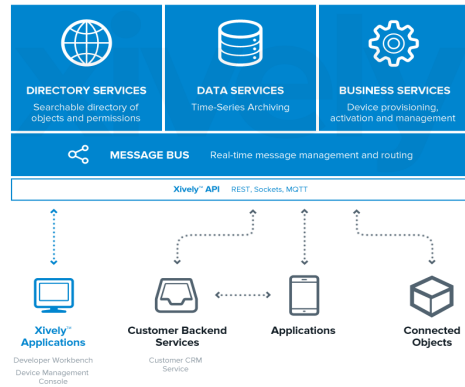 DIRECTORY SERVICES
Searchable directory of
objects and permissions
DATA SERVICES
Time-Series Archiving
BUSINESS SERVICES
Device provisioning,
activation and management
MESSAGE BUS Real-time message management and routing
Xively™ API REST, Sockets, MQTT
Xively™
Applications
Developer Workbench
Device Management
Console
Customer Backend
Services
Customer CRM
Service
Applications
Connected
Objects